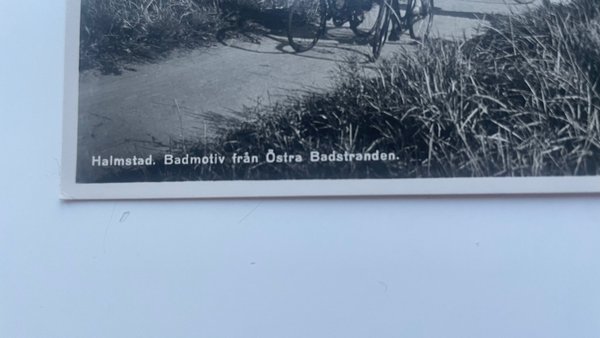 Halmstad. Badmotiv från Östra Badstranden.